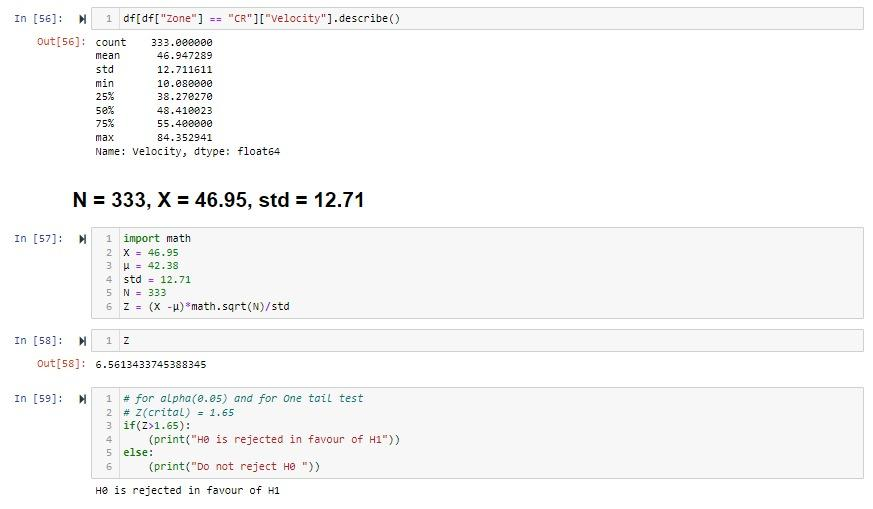 In [56]: 1 df[df["Zone"] == "CR"]["Velocity"].describe()
Out[56]: count 333.000000
mean 46.947289
std 12.711611
min 10.080000
25% 38.270270
50% 48.410023
75% 55.400000
max 84.352941
Name: Velocity, dtype: float64
N = 333, X = 46.95, std = 12.71
In [57]: 1 import math
2 X = 46.95
3 μ = 42.38
4 std = 12.71
5 N = 333
6 Z = (X -μ)*math.sqrt(N)/std
In [58]: 1 Z
Out[58]: 6.5613433745388345
In [59]: 1 # for alpha(0.05) and for One tail test
2 # Z(crital) = 1.65
3 if(Z>1.65):
4 (print("H0 is rejected in favour of H1"))
5 else:
6 (print("Do not reject H0 "))
H0 is rejected in favour of H1